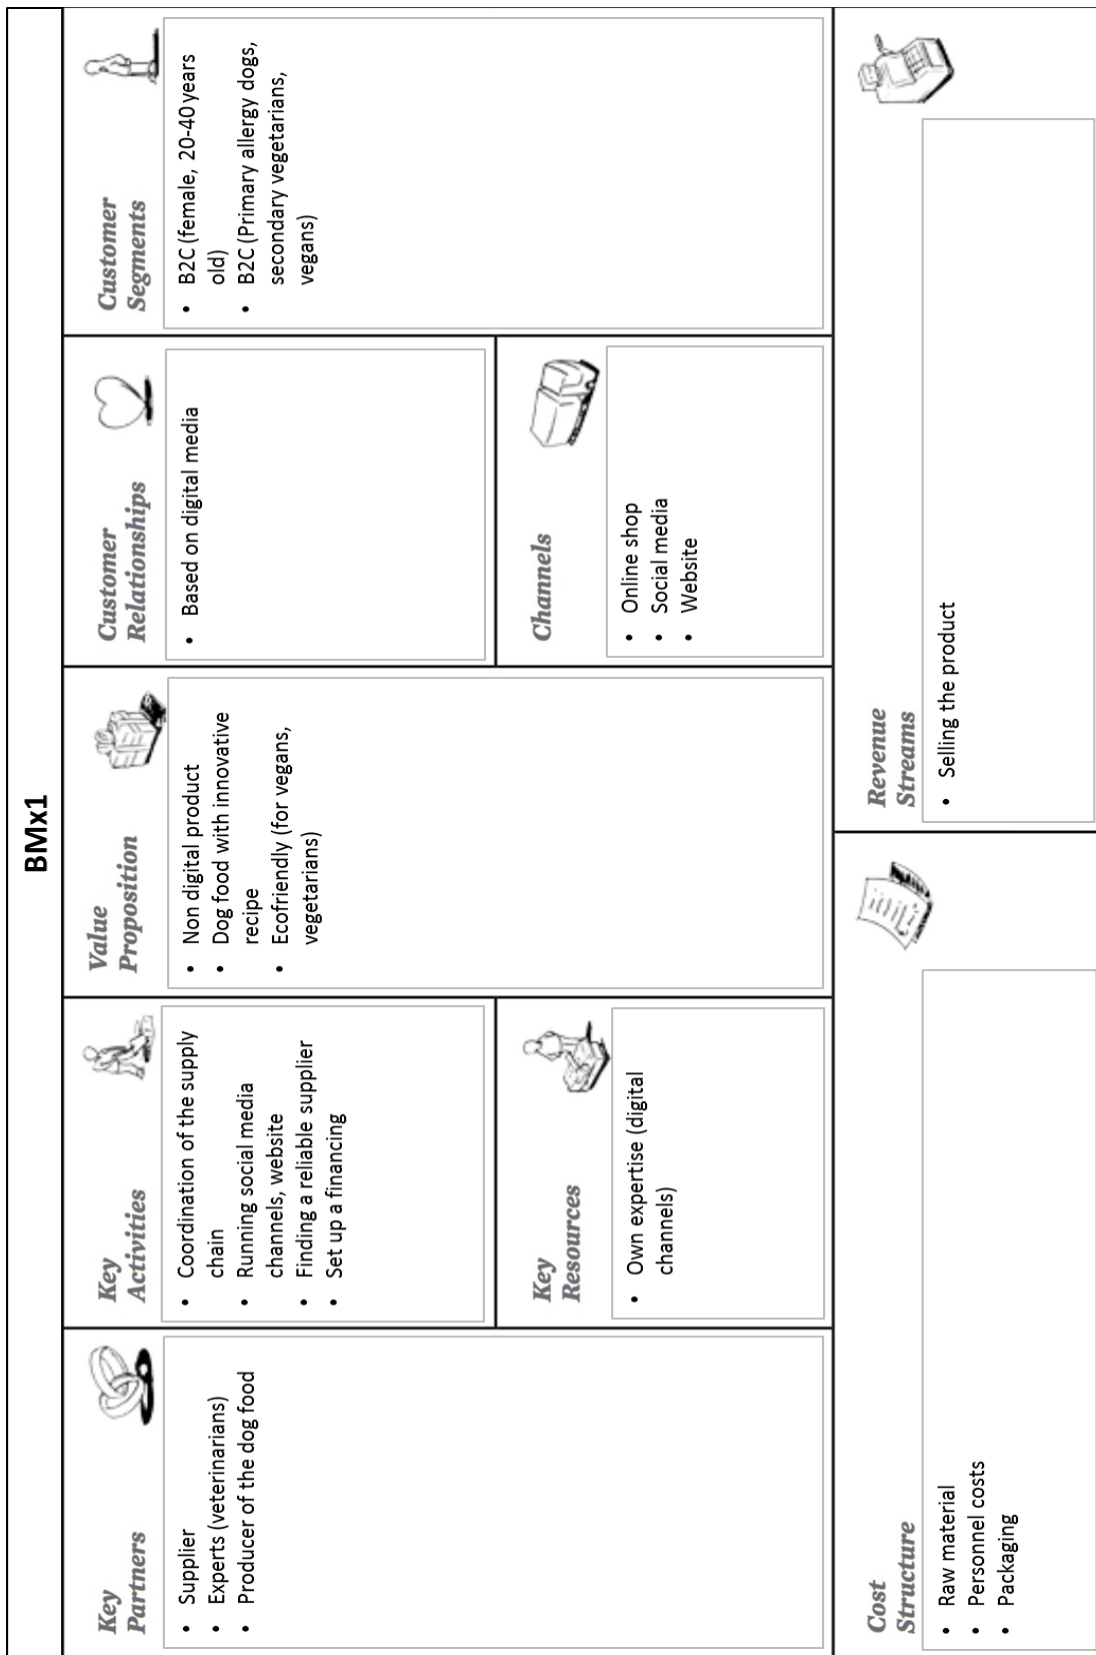 BMx1
Key
Partners
• Supplier
• Experts (veterinarians)
• Producer of the dog food
Key
Activities
• Coordination of the supply
chain
• Running social media
channels, website
• Finding a reliable supplier
• Set up a financing
Key
Resources
• Own expertise (digital
channels)
Value
Proposition
• Non digital product
• Dog food with innovative
recipe
• Ecofriendly (for vegans,
vegetarians)
Customer
Relationships
• Based on digital media
Channels
• Online shop
• Social media
• Website
Customer
Segments
• B2C (female, 20-40 years
old)
• B2C (Primary allergy dogs,
secondary vegetarians,
vegans)
Cost
Structure
• Raw material
• Personnel costs
• Packaging
Revenue
Streams
• Selling the product